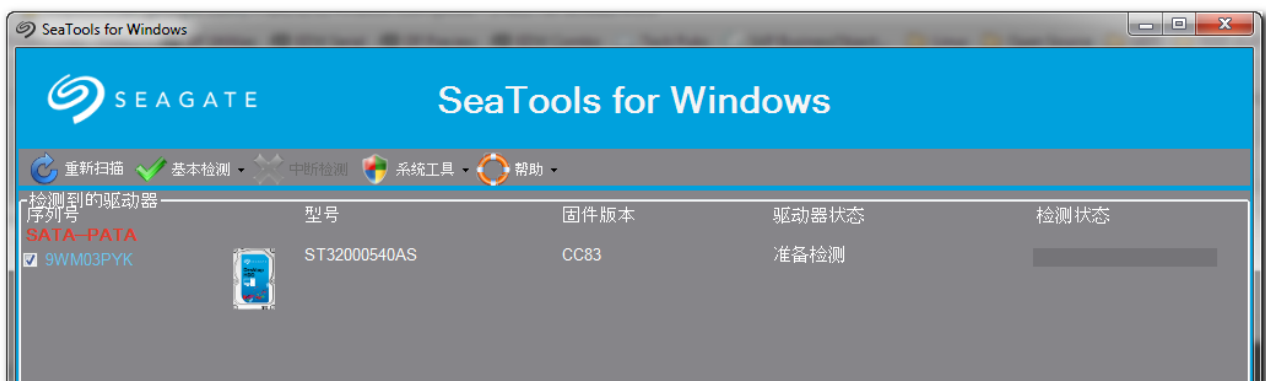 SeaTools for Windows
SEAGATE
SeaTools for Windows
重新扫描 基本检测 中断检测 系统工具 帮助
检测到的驱动器
序列号 型号 固件版本 驱动器状态 检测状态
SATA-PATA
9WM03PYK ST32000540AS CC83 准备检测